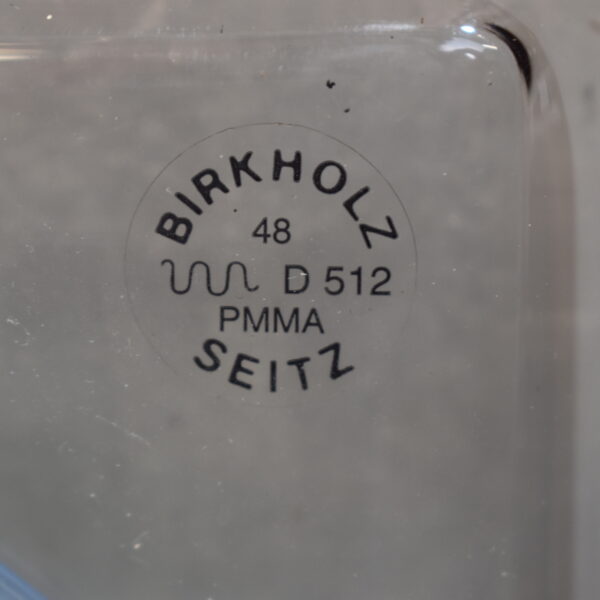 BIRKHOLZ
48
D 512
PMMA
SEITZ